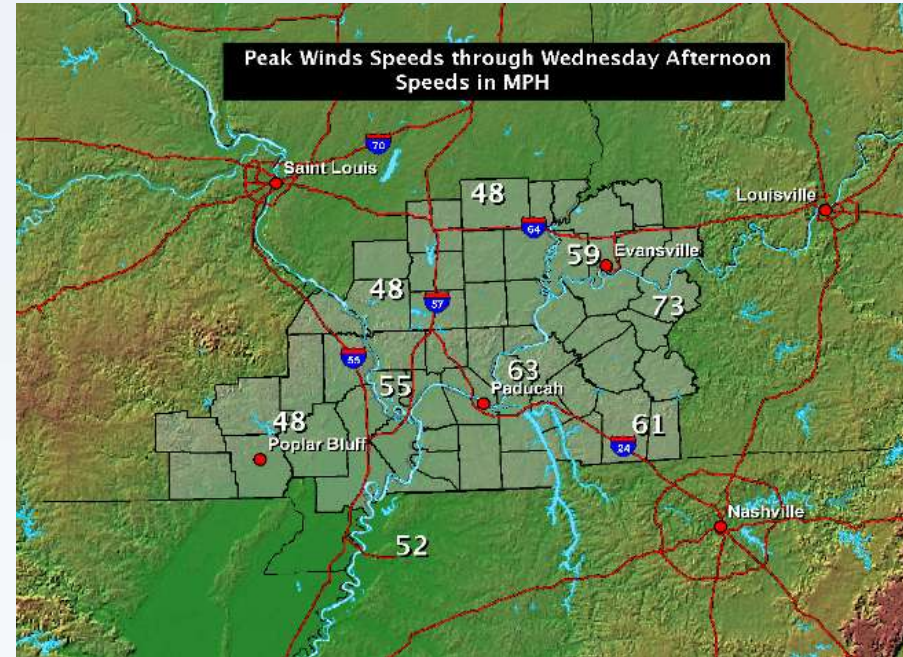 Peak Winds Speeds through Wednesday Afternoon
Speeds in MPH
70
Saint Louis
48
Louisville
64
59
Evansville
48
57
73
55
63
55
Paducah
48
61
Poplar Bluff
24
Nashville
52